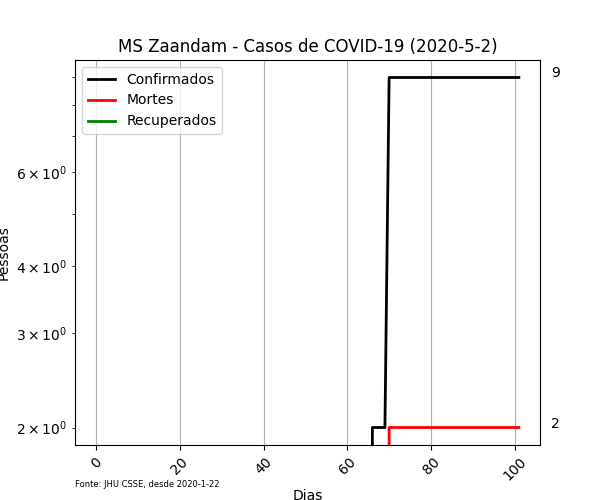 MS Zaandam - Casos de COVID-19 (2020-5-2)
Confirmados
Mortes
Recuperados
9
6 × 10⁰
4 × 10⁰
3 × 10⁰
2 × 10⁰
2
Pessoas
0 20 40 60 80 100
Fonte: JHU CSSE, desde 2020-1-22
Dias